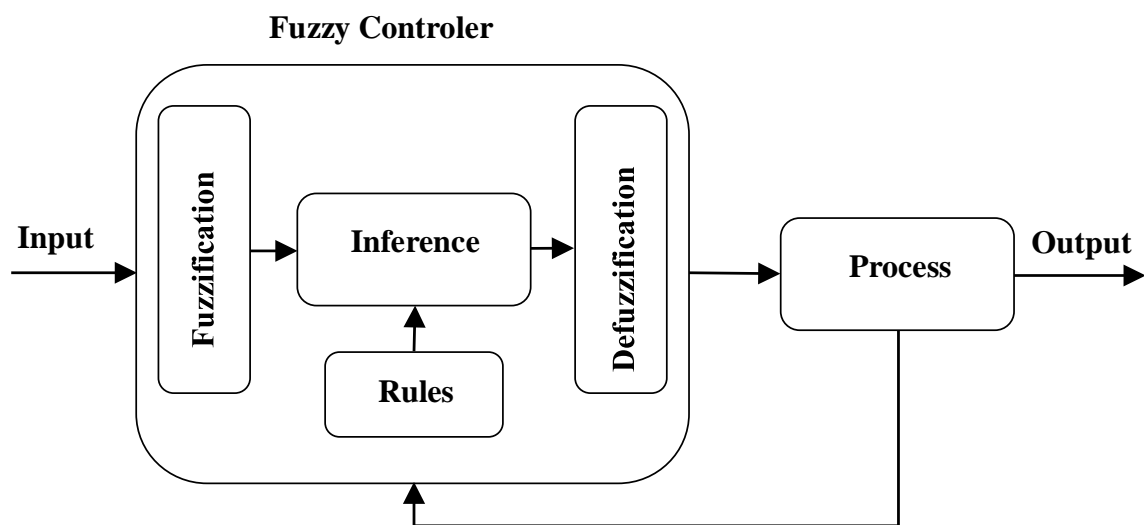 Fuzzy Controler
Input
Fuzzification
Inference
Rules
Defuzzification
Process
Output